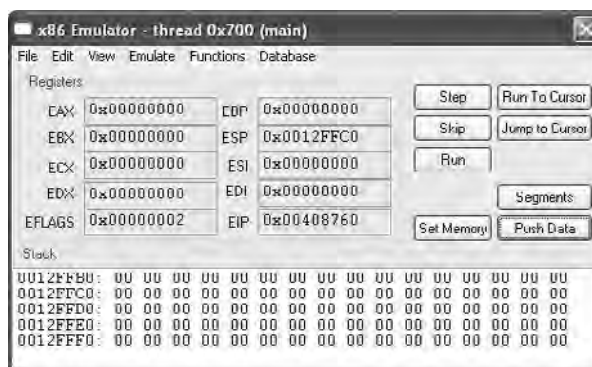 x86 Emulator - thread 0x700 (main)
File Edit View Emulate Functions Database
Registers
EAX 0x00000000 EBP 0x00000000
EBX 0x00000000 ESP 0x0012FFC0
ECX 0x00000000 ESI 0x00000000
EDX 0x00000000 EDI 0x00000000
EFLAGS 0x00000002 EIP 0x00408760
Step Run To Cursor
Skip Jump to Cursor
Run
Segments
Set Memory Push Data
Stack
0012FFB0: 00 00 00 00 00 00 00 00 00 00 00 00 00 00 00 00
0012FFC0: 00 00 00 00 00 00 00 00 00 00 00 00 00 00 00 00
0012FFD0: 00 00 00 00 00 00 00 00 00 00 00 00 00 00 00 00
0012FFE0: 00 00 00 00 00 00 00 00 00 00 00 00 00 00 00 00
0012FFF0: 00 00 00 00 00 00 00 00 00 00 00 00 00 00 00 00